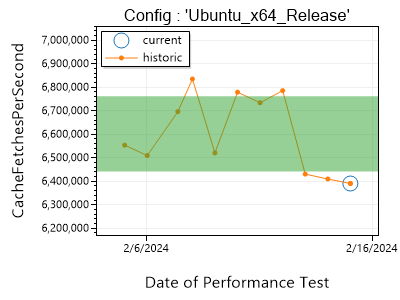 Config : 'Ubuntu_x64_Release'
current
historic
CacheFetchesPerSecond
7,000,000
6,900,000
6,800,000
6,700,000
6,600,000
6,500,000
6,400,000
6,300,000
6,200,000
2/6/2024
2/16/2024
Date of Performance Test